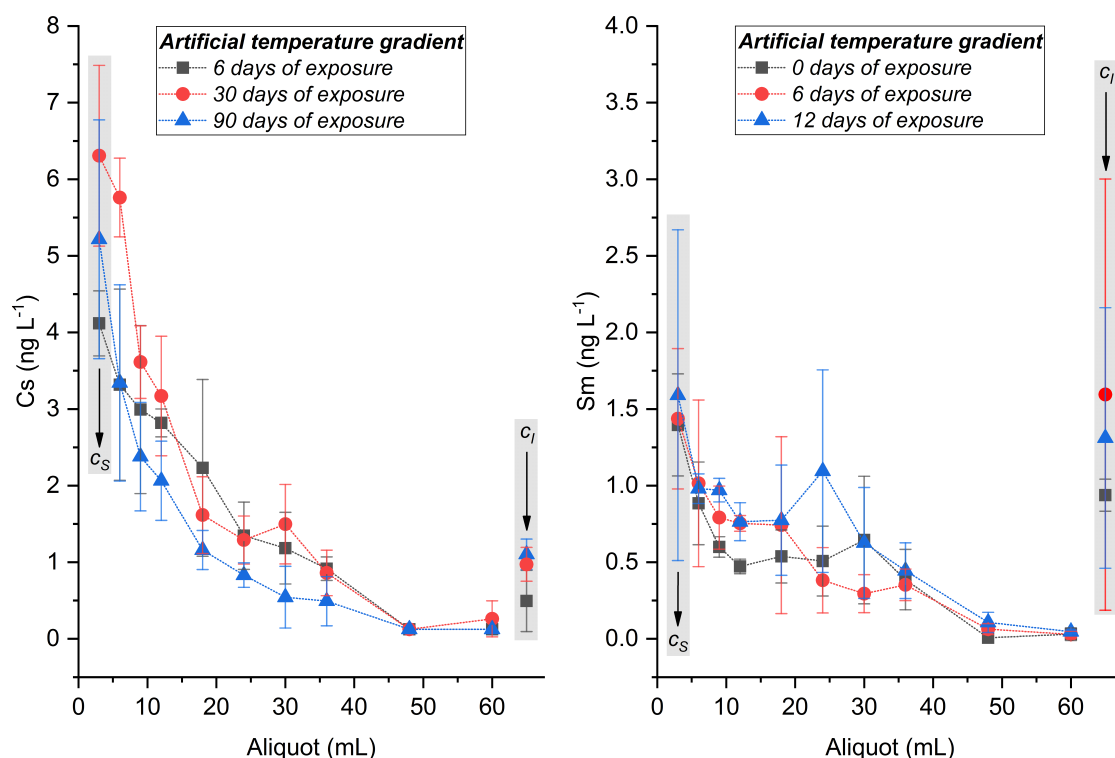 Artificial temperature gradient
6 days of exposure
30 days of exposure
90 days of exposure
8
7
6
5
4
3
2
1
0
Cs (ng L⁻¹)
c_S
c_I
0 10 20 30 40 50 60
Aliquot (mL)
Artificial temperature gradient
0 days of exposure
6 days of exposure
12 days of exposure
4.0
3.5
3.0
2.5
2.0
1.5
1.0
0.5
0.0
Sm (ng L⁻¹)
c_S
c_I
0 10 20 30 40 50 60
Aliquot (mL)